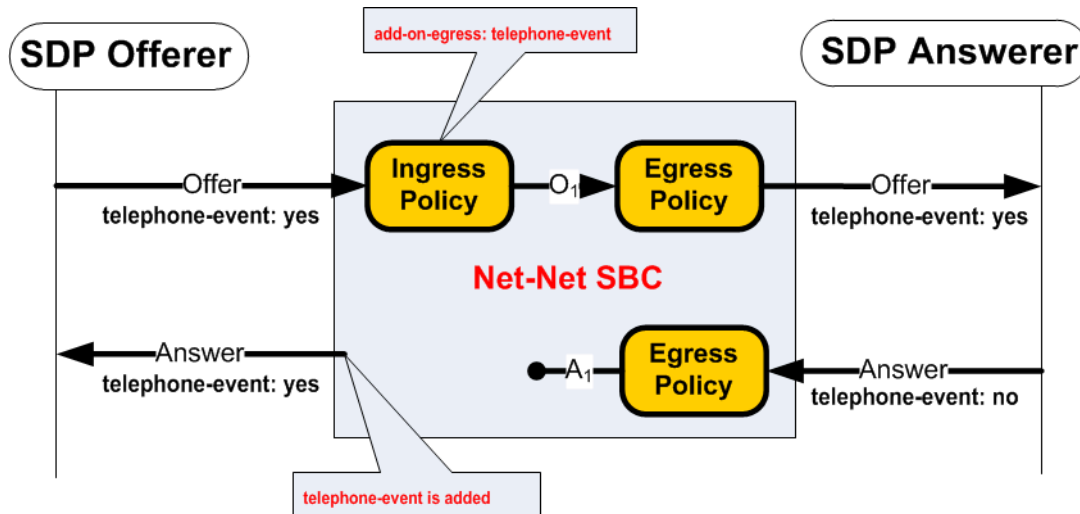 add-on-egress: telephone-event
SDP Offerer
SDP Answerer
Ingress
Policy
Egress
Policy
Offer
O1
Offer
telephone-event: yes
telephone-event: yes
Net-Net SBC
Answer
telephone-event: yes
A1
Egress
Policy
Answer
telephone-event: no
telephone-event is added